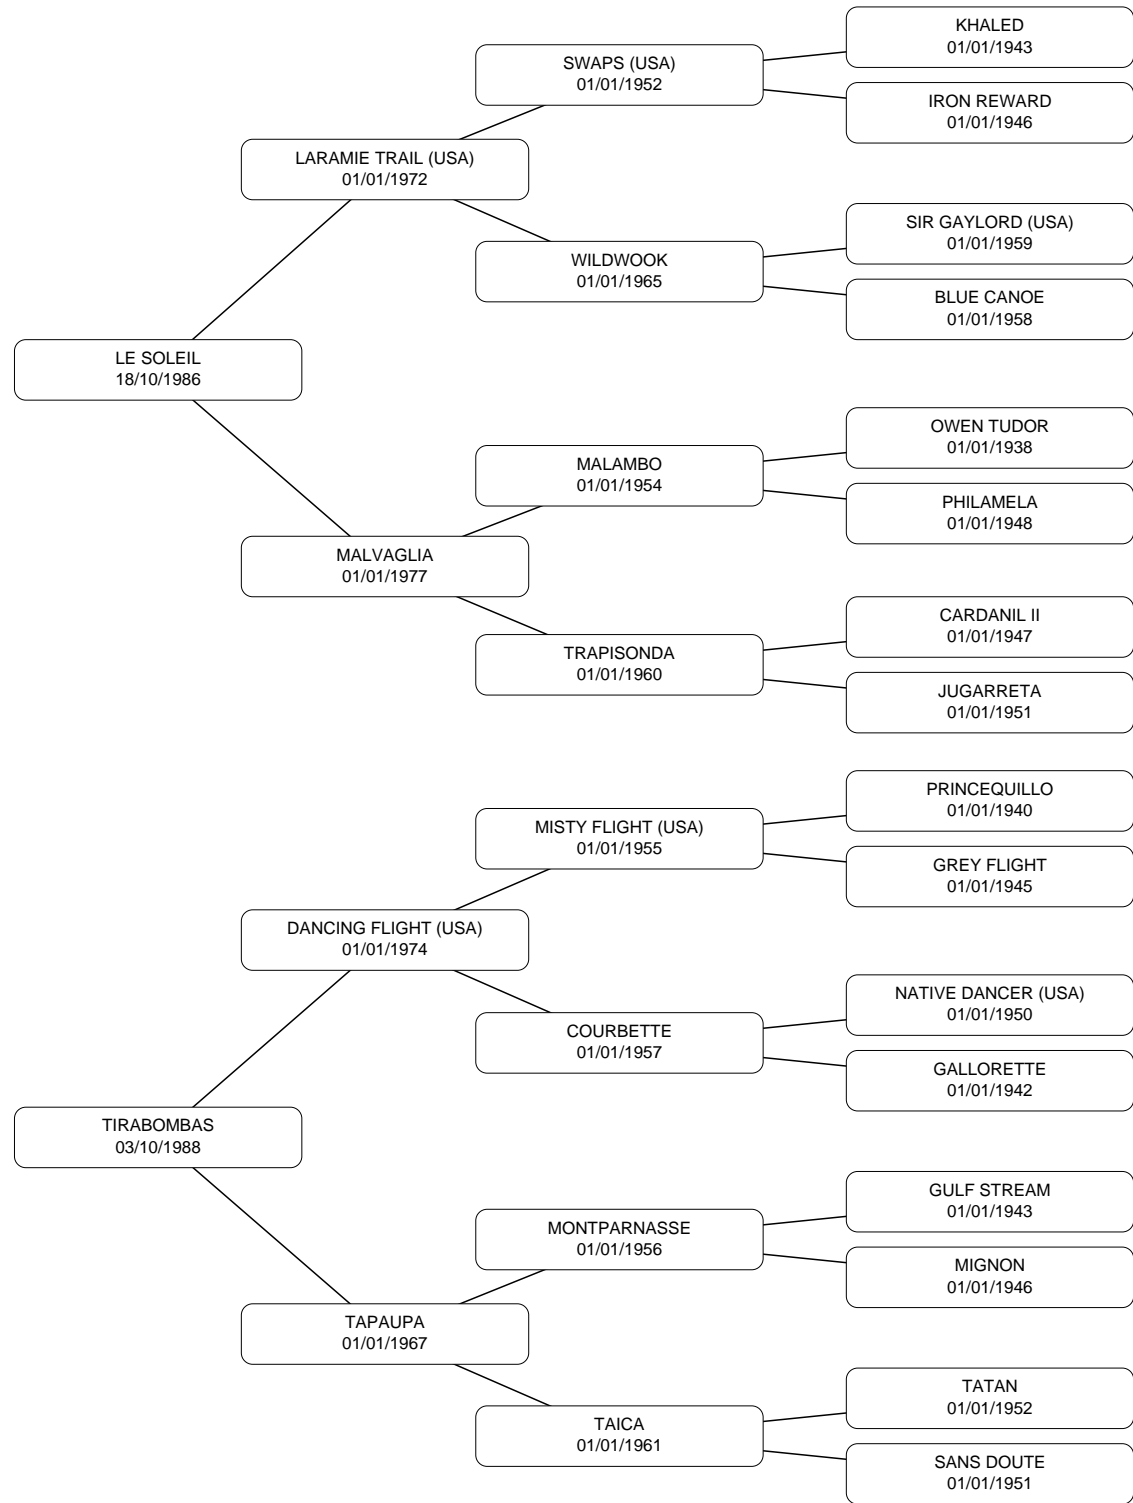 KHALED
01/01/1943
SWAPS (USA)
01/01/1952
IRON REWARD
01/01/1946
LARAMIE TRAIL (USA)
01/01/1972
SIR GAYLORD (USA)
01/01/1959
WILDWOOK
01/01/1965
BLUE CANOE
01/01/1958
LE SOLEIL
18/10/1986
OWEN TUDOR
01/01/1938
MALAMBO
01/01/1954
PHILAMELA
01/01/1948
MALVAGLIA
01/01/1977
CARDANIL II
01/01/1947
TRAPISONDA
01/01/1960
JUGARRETA
01/01/1951
PRINCEQUILLO
01/01/1940
MISTY FLIGHT (USA)
01/01/1955
GREY FLIGHT
01/01/1945
DANCING FLIGHT (USA)
01/01/1974
NATIVE DANCER (USA)
01/01/1950
COURBETTE
01/01/1957
GALLORETTE
01/01/1942
TIRABOMBAS
03/10/1988
GULF STREAM
01/01/1943
MONTPARNASSE
01/01/1956
MIGNON
01/01/1946
TAPAUPA
01/01/1967
TATAN
01/01/1952
TAICA
01/01/1961
SANS DOUTE
01/01/1951